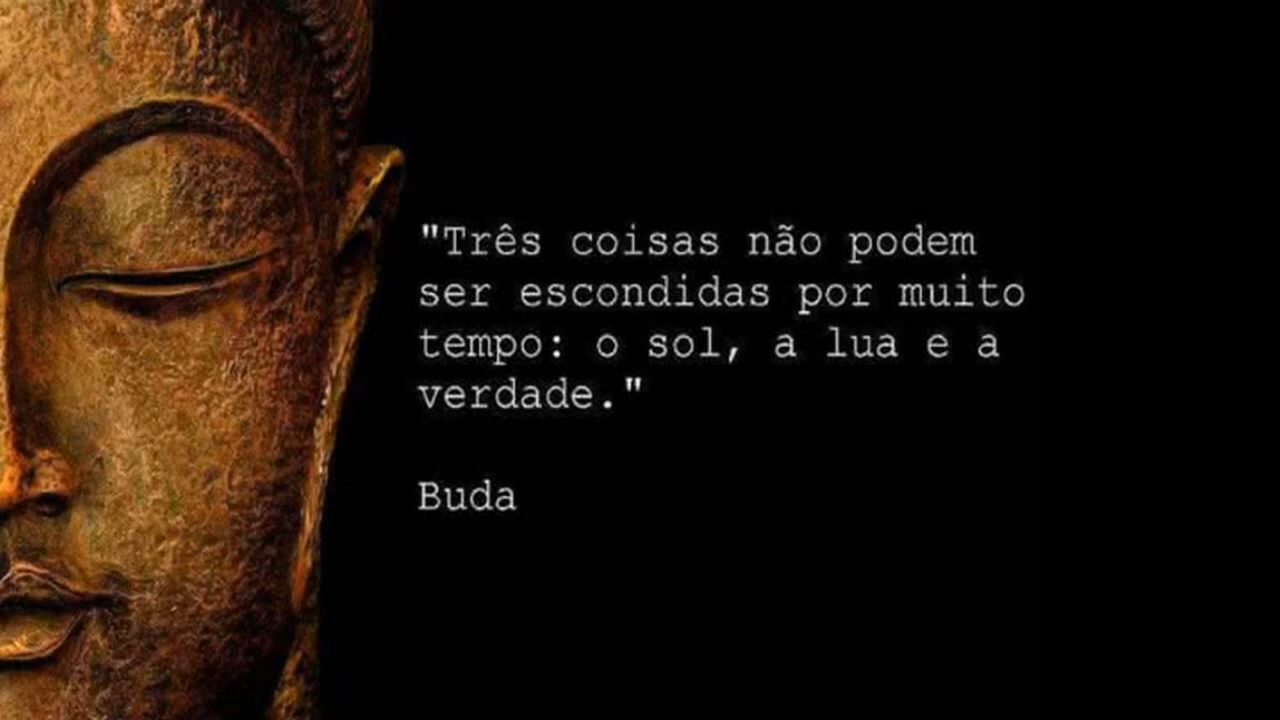 "Três coisas não podem
ser escondidas por muito
tempo: o sol, a lua e a
verdade."
Buda